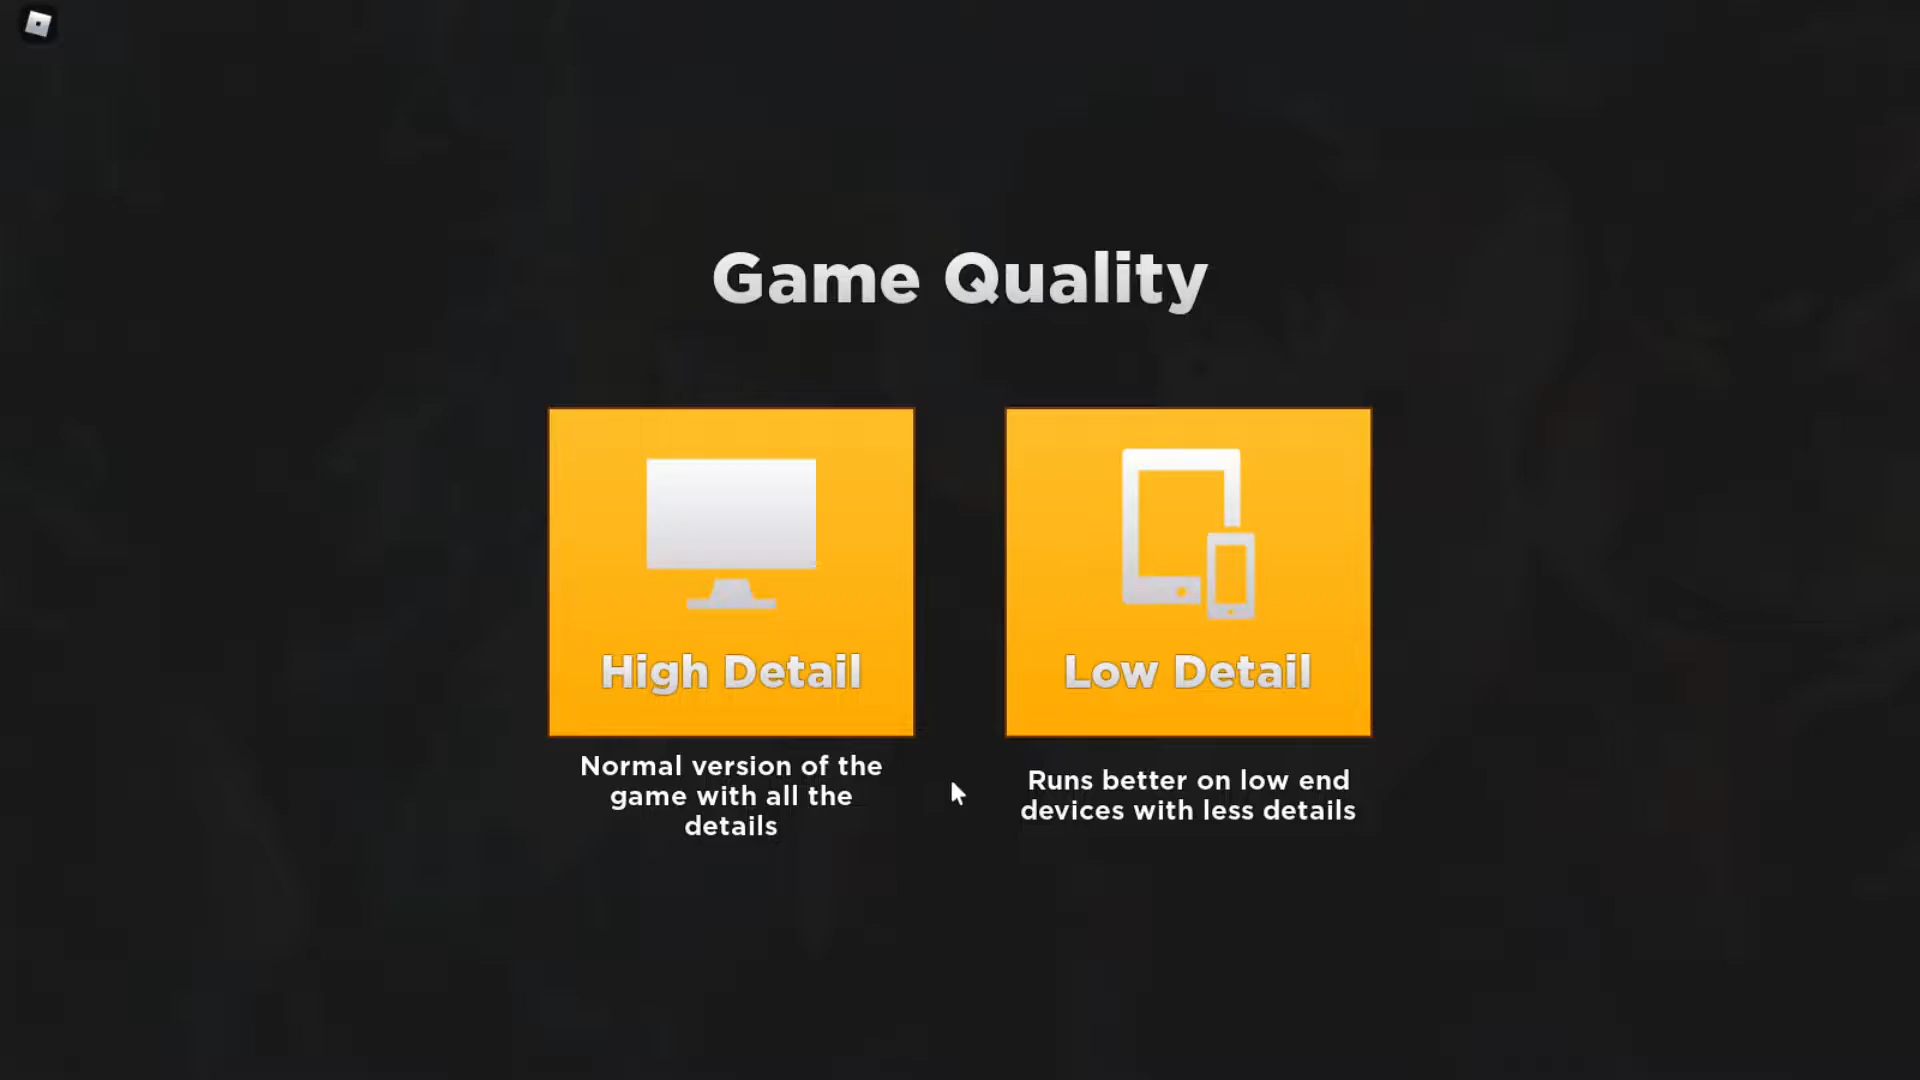 Game Quality
High Detail
Low Detail
Normal version of the
game with all the
details
Runs better on low end
devices with less details